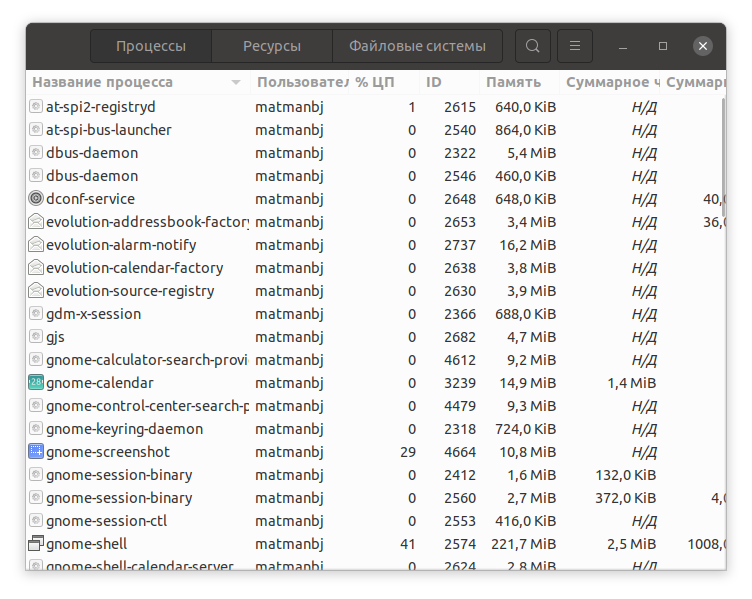 Процессы Ресурсы Файловые системы
Название процесса Пользовател % ЦП ID Память Суммарное ч Суммарн
at-spi2-registryd matmanbj 1 2615 640,0 KiB Н/Д
at-spi-bus-launcher matmanbj 0 2540 864,0 KiB Н/Д
dbus-daemon matmanbj 0 2322 5,4 MiB Н/Д
dbus-daemon matmanbj 0 2546 460,0 KiB Н/Д
dconf-service matmanbj 0 2648 648,0 KiB Н/Д 40,0
evolution-addressbook-factory matmanbj 0 2653 3,4 MiB Н/Д 36,0
evolution-alarm-notify matmanbj 0 2737 16,2 MiB Н/Д
evolution-calendar-factory matmanbj 0 2638 3,8 MiB Н/Д
evolution-source-registry matmanbj 0 2630 3,9 MiB Н/Д
gdm-x-session matmanbj 0 2366 688,0 KiB Н/Д
gjs matmanbj 0 2682 4,7 MiB Н/Д
gnome-calculator-search-provi matmanbj 0 4612 9,2 MiB Н/Д
gnome-calendar matmanbj 0 3239 14,9 MiB 1,4 MiB
gnome-control-center-search-p matmanbj 0 4479 9,3 MiB Н/Д
gnome-keyring-daemon matmanbj 0 2318 724,0 KiB Н/Д
gnome-screenshot matmanbj 29 4664 10,8 MiB Н/Д
gnome-session-binary matmanbj 0 2412 1,6 MiB 132,0 KiB
gnome-session-binary matmanbj 0 2560 2,7 MiB 372,0 KiB 4,0
gnome-session-ctl matmanbj 0 2553 416,0 KiB Н/Д
gnome-shell matmanbj 41 2574 221,7 MiB 2,5 MiB 1008,0
gnome-shell-calendar-server matmanbj 0 2624 2,8 MiB Н/Д